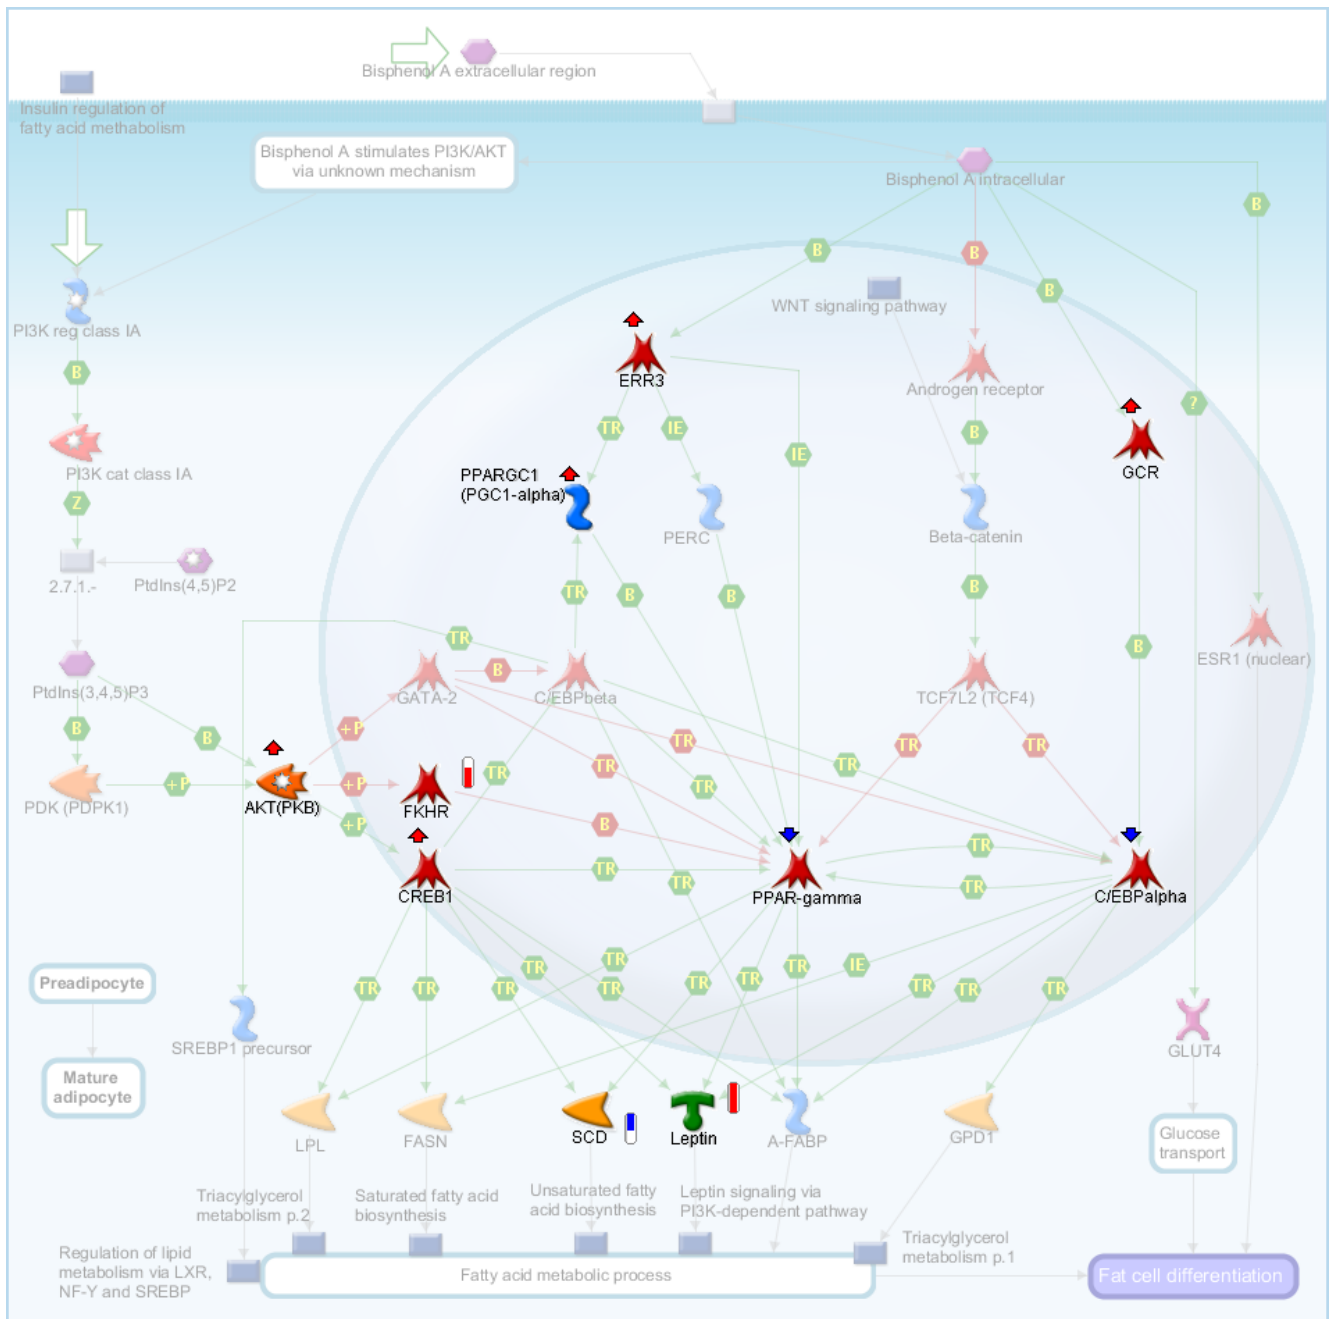 Bisphenol A extracellular region
Insulin regulation of
fatty acid methabolism
Bisphenol A stimulates PI3K/AKT
via unknown mechanism
Bisphenol A intracellular
B
B
B
B
WNT signaling pathway
PI3K reg class IA
B
ERR3
Androgen receptor
?
TR
IE
IE
B
GCR
PI3K cat class IA
PPARGC1
(PGC1-alpha)
Z
PERC
Beta-catenin
2.7.1.-
PtdIns(4,5)P2
TR
B
B
B
TR
B
ESR1 (nuclear)
PtdIns(3,4,5)P3
GATA-2
B
C/EBPbeta
TCF7L2 (TCF4)
B
B
+P
TR
TR
TR
TR
TR
TR
TR
PDK (PDPK1)
+P
AKT(PKB)
+P
FKHR
+P
B
TR
CREB1
TR
TR
PPAR-gamma
TR
C/EBPalpha
Preadipocyte
TR
TR
TR
IE
TR
TR
TR
TR
TR
TR
TR
TR
TR
TR
SREBP1 precursor
GLUT4
Mature
adipocyte
LPL
FASN
SCD
Leptin
A-FABP
GPD1
Glucose
transport
Triacylglycerol
metabolism p.2
Saturated fatty acid
biosynthesis
Unsaturated fatty
acid biosynthesis
Leptin signaling via
PI3K-dependent pathway
Triacylglycerol
metabolism p.1
Regulation of lipid
metabolism via LXR,
NF-Y and SREBP
Fatty acid metabolic process
Fat cell differentiation